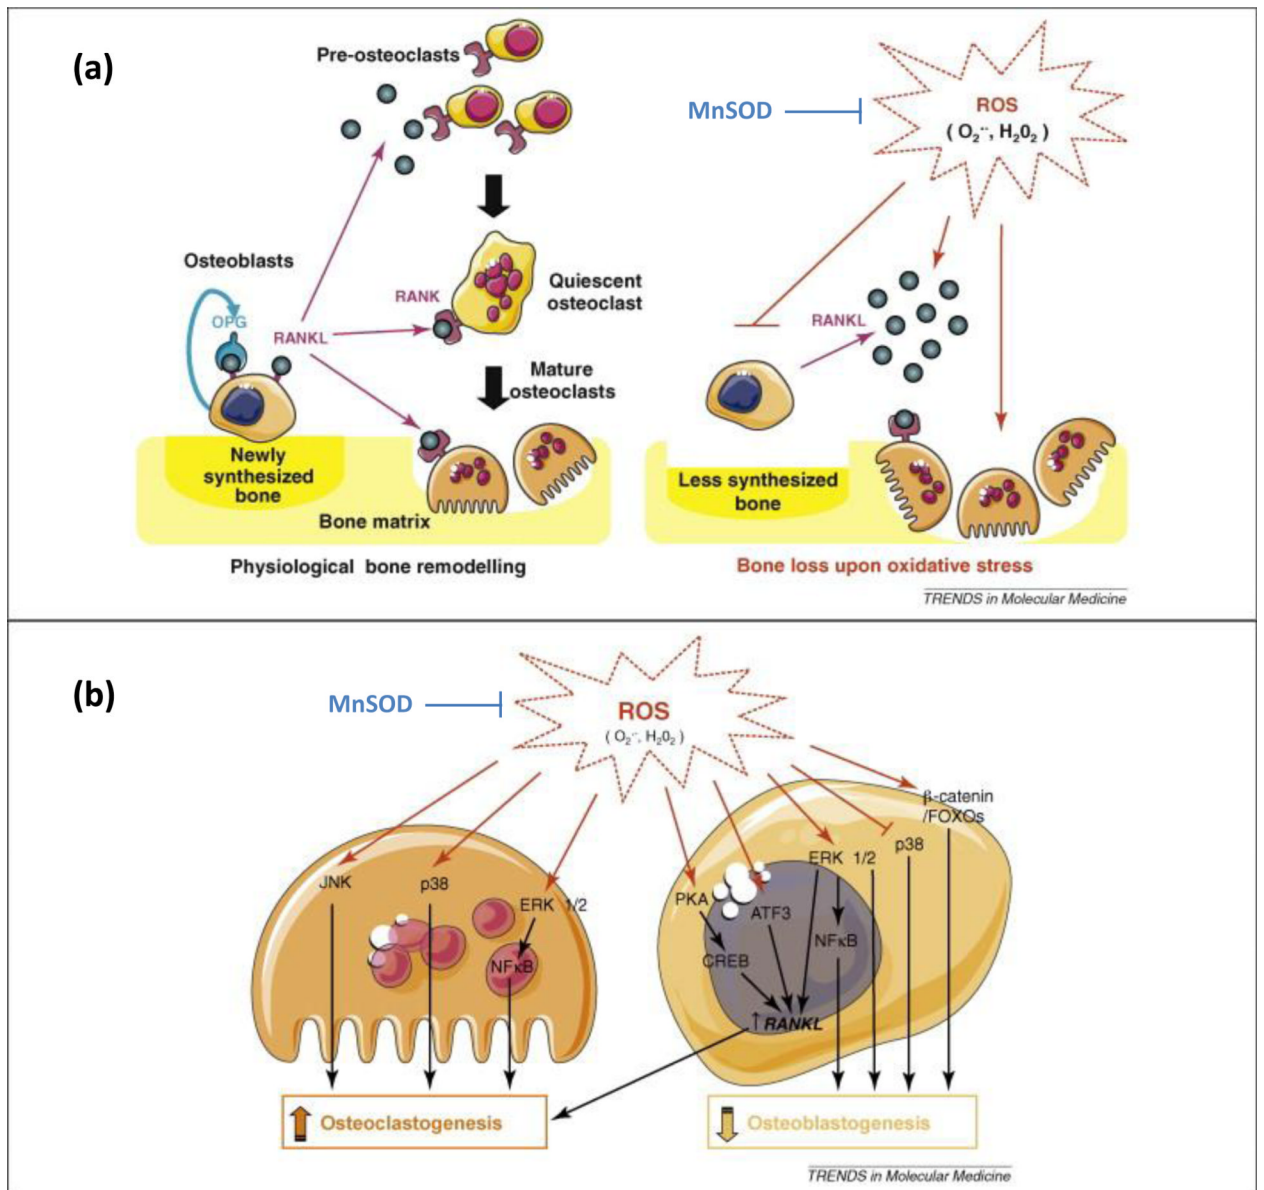 (a)
Pre-osteoclasts
MnSOD
ROS
( O₂˙⁻, H₂0₂ )
Osteoblasts
OPG
RANKL
RANK
Quiescent
osteoclast
Mature
osteoclasts
Newly
synthesized
bone
Bone matrix
Physiological bone remodelling
RANKL
Less synthesized
bone
Bone loss upon oxidative stress
TRENDS in Molecular Medicine
(b)
MnSOD
ROS
( O₂˙⁻, H₂0₂ )
JNK
p38
ERK 1/2
NFκB
PKA
CREB
ATF3
ERK 1/2
NFκB
p38
β-catenin
/FOXOs
↑RANKL
Osteoclastogenesis
Osteoblastogenesis
TRENDS in Molecular Medicine